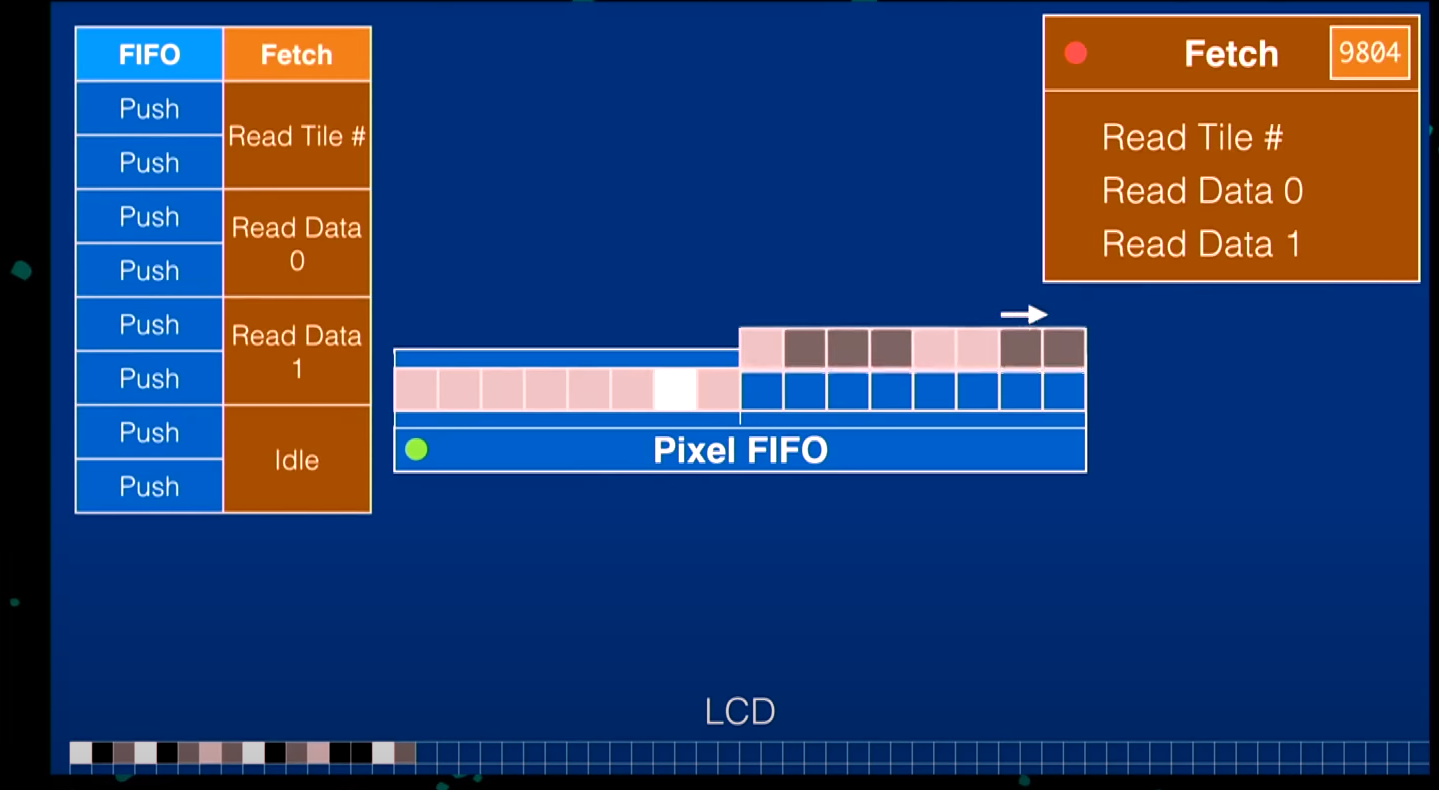 FIFO
Fetch
Push
Push
Read Tile #
Push
Push
Read Data
0
Push
Push
Read Data
1
Push
Push
Idle
Fetch
9804
Read Tile #
Read Data 0
Read Data 1
Pixel FIFO
LCD